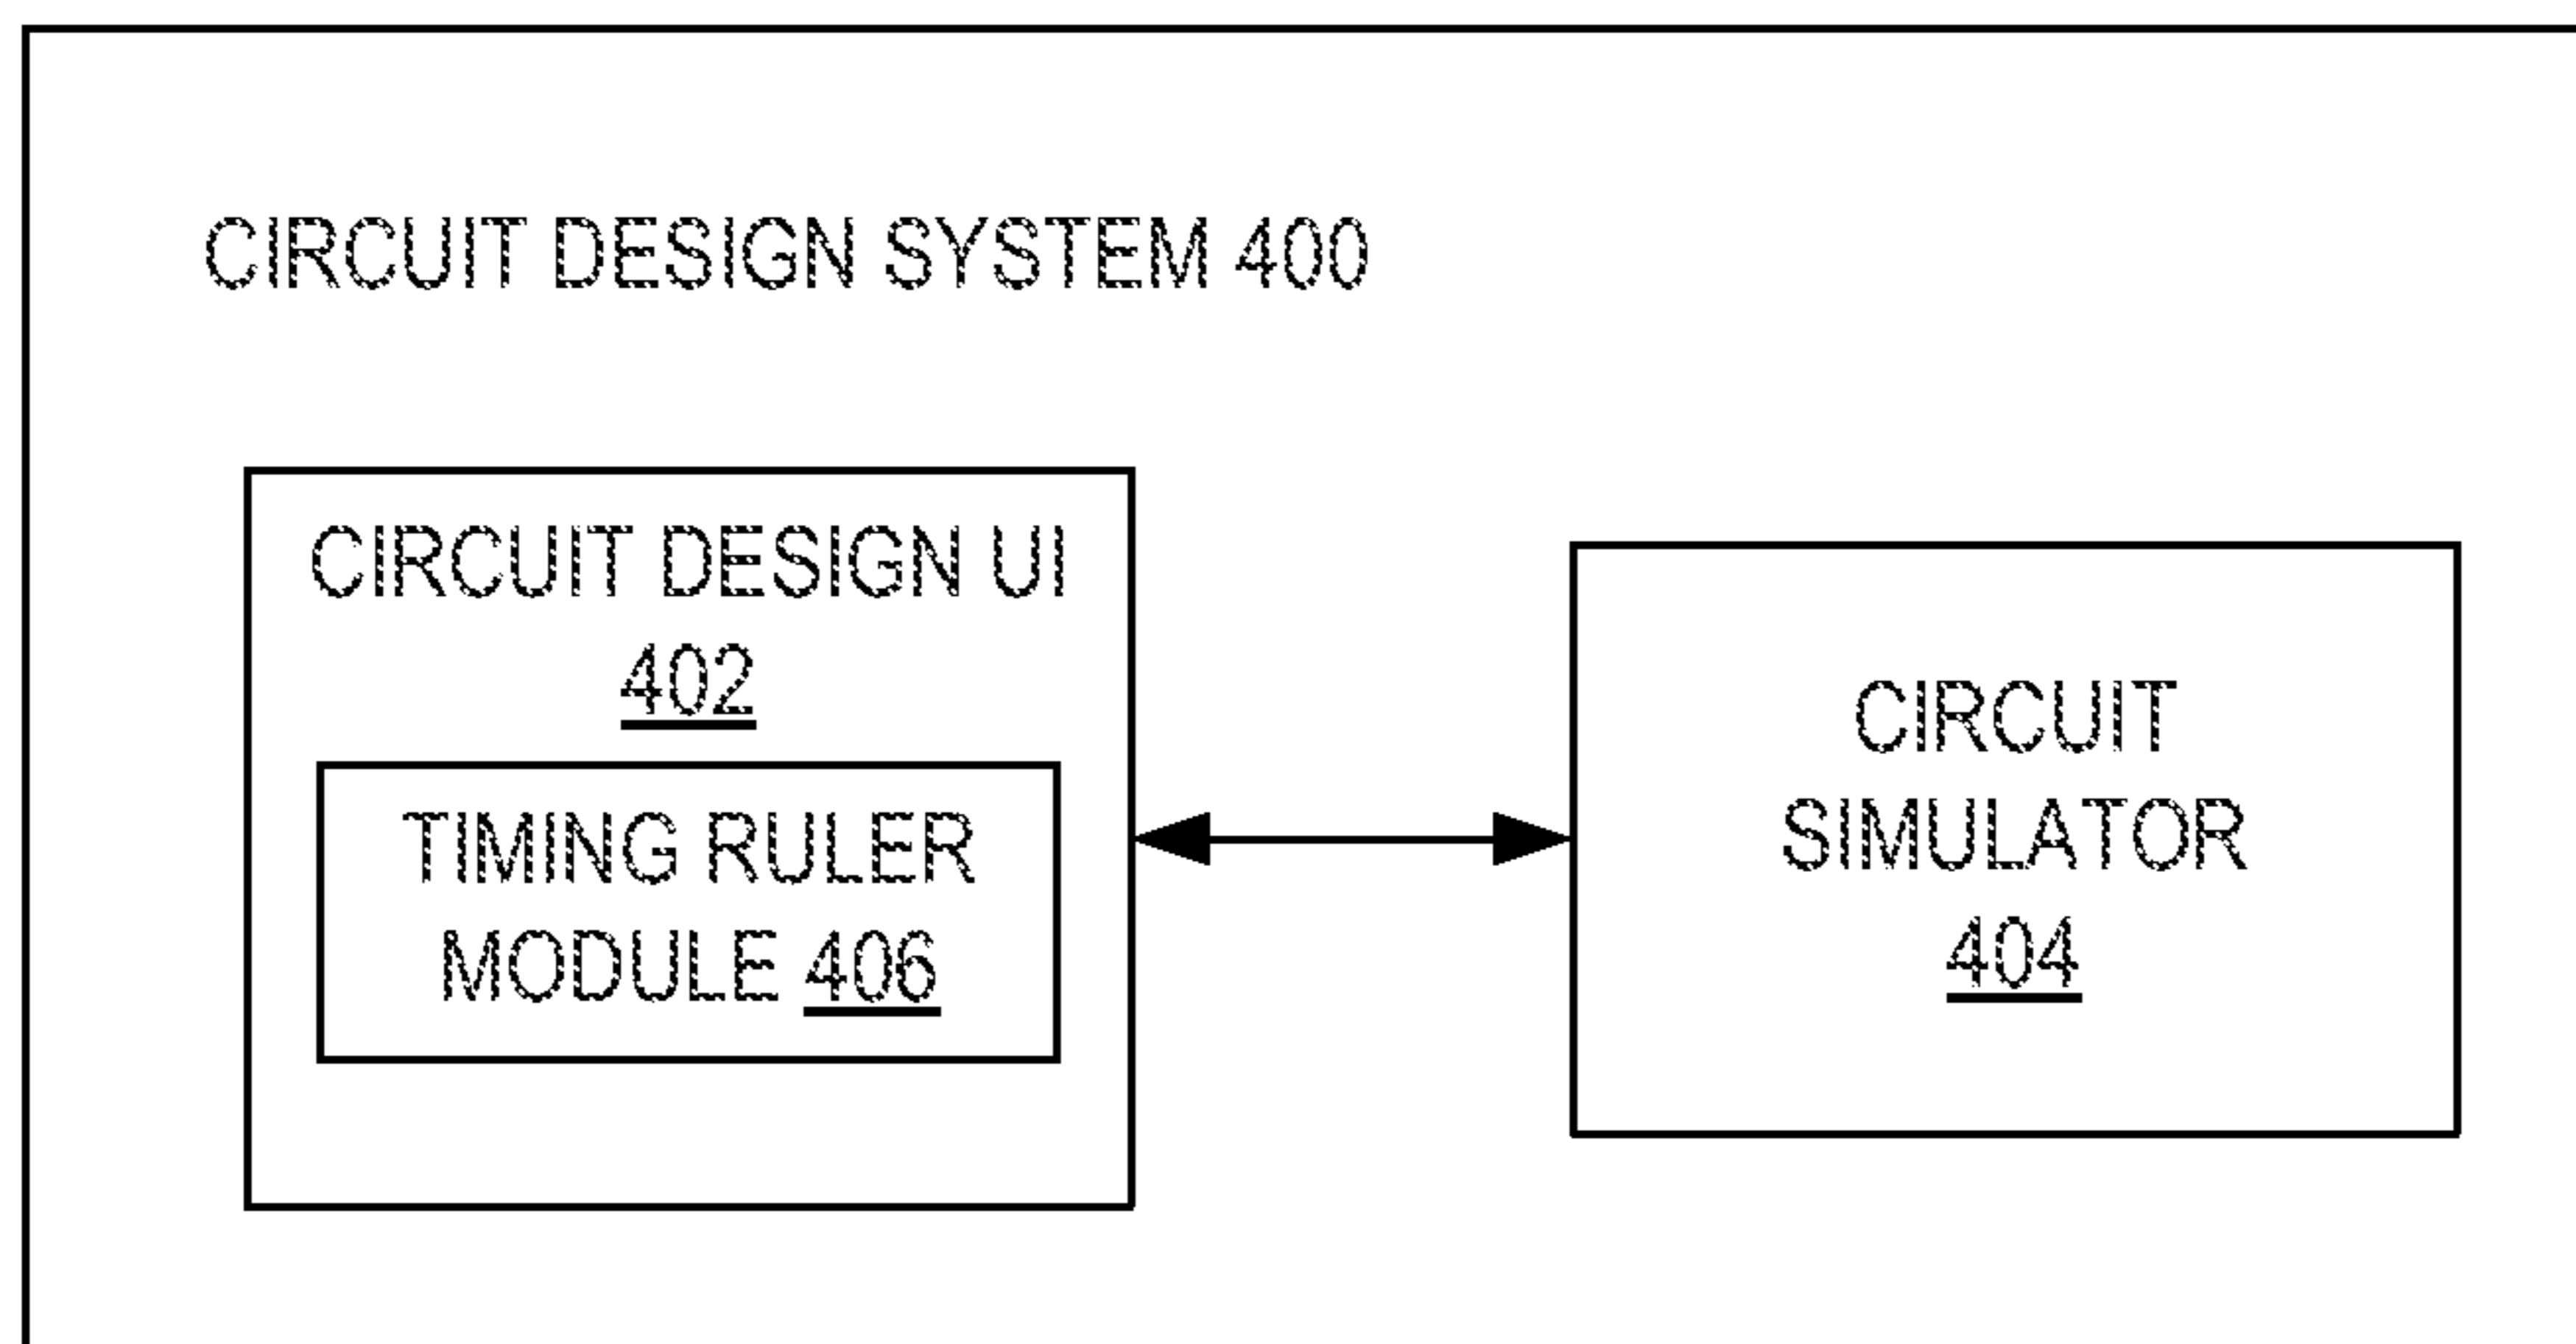 CIRCUIT DESIGN SYSTEM 400
CIRCUIT DESIGN UI
402
TIMING RULER
MODULE 406
CIRCUIT
SIMULATOR
404